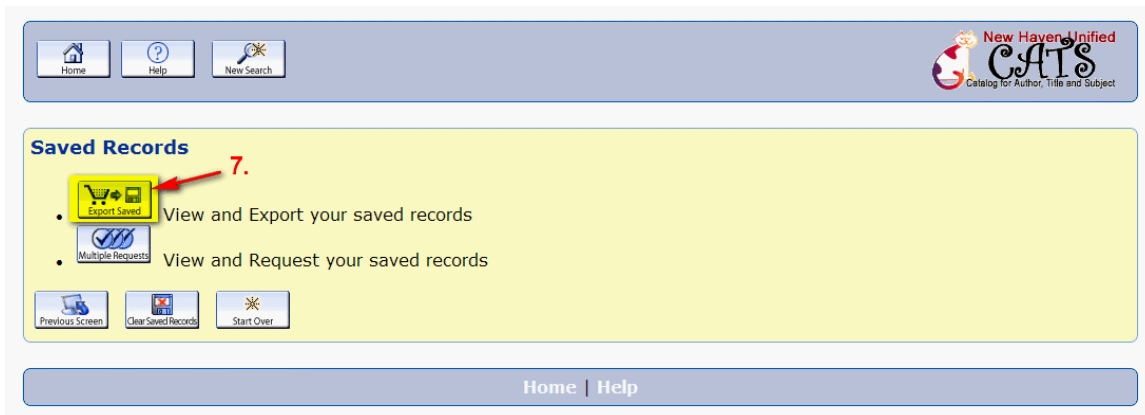 Home Help New Search
New Haven Unified
CATS
Catalog for Author, Title and Subject
Saved Records
7.
Export Saved View and Export your saved records
Multiple Requests View and Request your saved records
Previous Screen Clear Saved Records Start Over
Home | Help